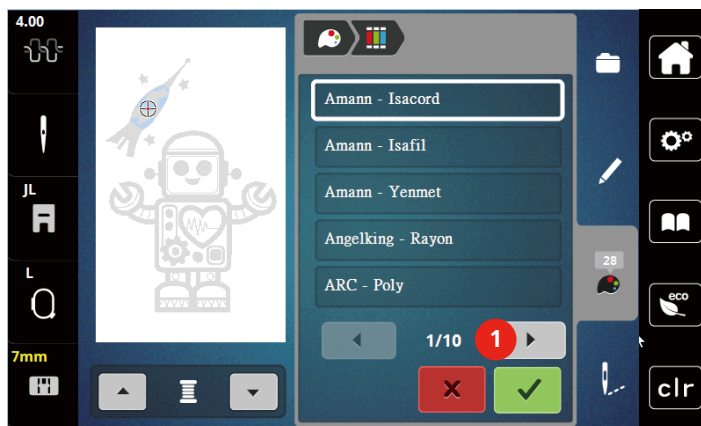 4.00
JL
L
7mm
Amann - Isacord
Amann - Isafil
Amann - Yenmet
Angelking - Rayon
ARC - Poly
1/10
1
28
eco
clr